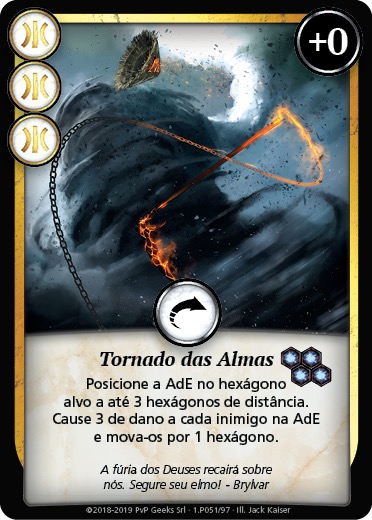 +0
Tornado das Almas
Posicione a AdE no hexágono
alvo a até 3 hexágonos de distância.
Cause 3 de dano a cada inimigo na AdE
e mova-os por 1 hexágono.
A fúria dos Deuses recairá sobre
nós. Segure seu elmo! - Brylvar
©2018-2019 PvP Geeks Srl · 1.P051/97 · Ill. Jack Kaiser